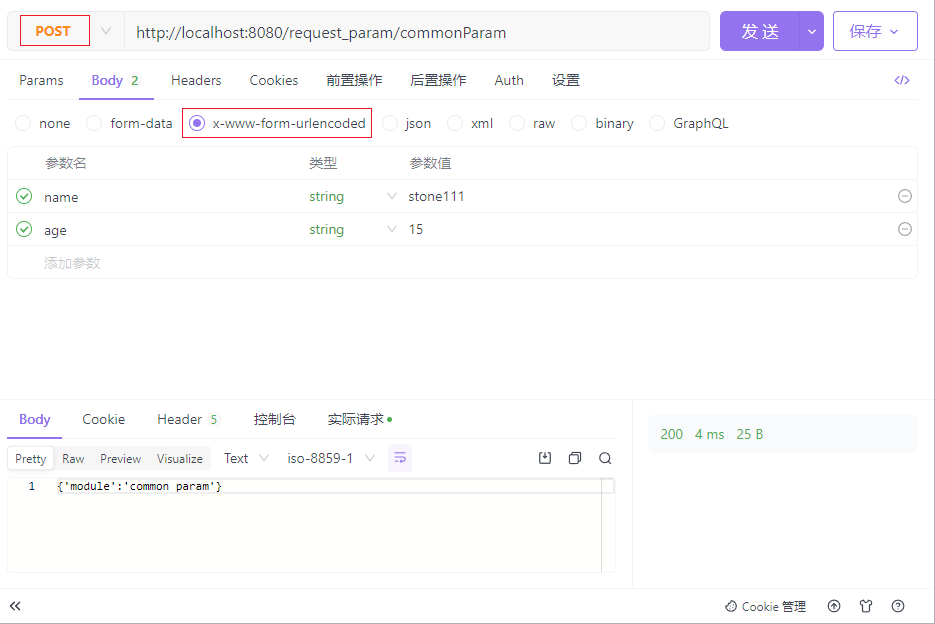 POST http://localhost:8080/request_param/commonParam 发送 保存
Params Body 2 Headers Cookies 前置操作 后置操作 Auth 设置 </>
none form-data x-www-form-urlencoded json xml raw binary GraphQL
参数名 类型 参数值
name string stone111
age string 15
添加参数
Body Cookie Header 5 控制台 实际请求
200 4 ms 25 B
Pretty Raw Preview Visualize Text iso-8859-1
1 {'module':'common param'}
Cookie 管理